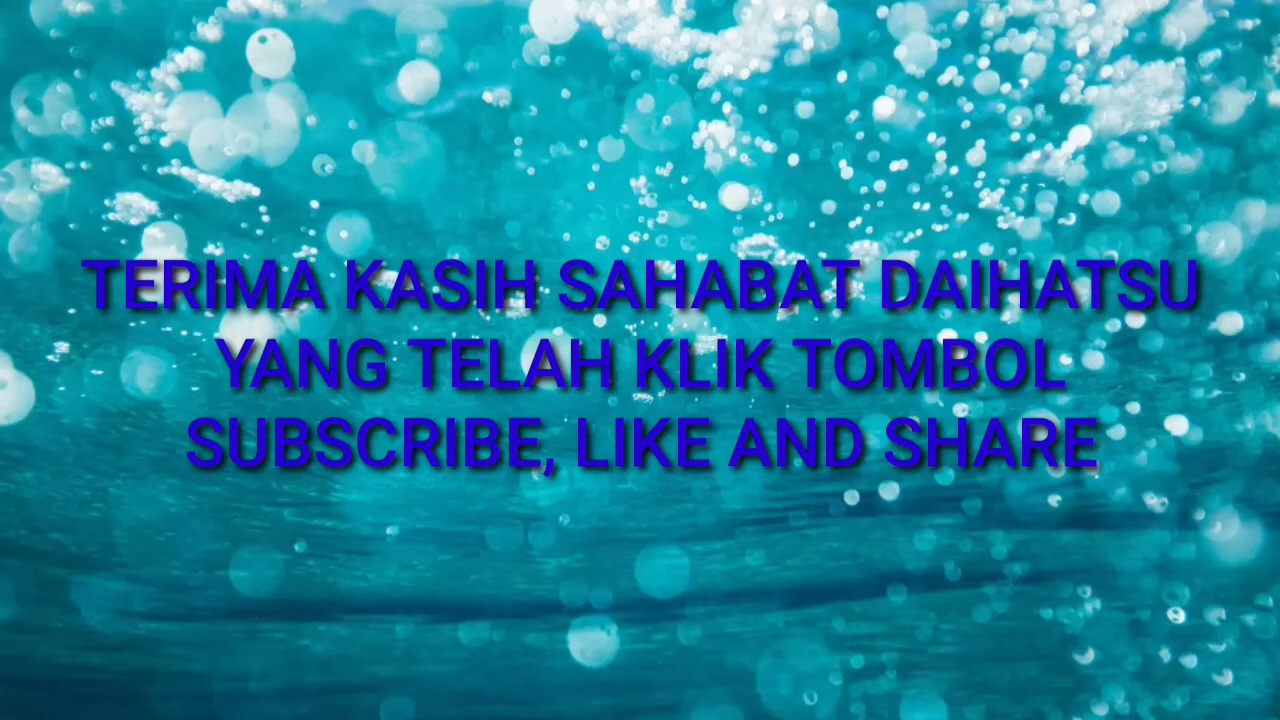 TERIMA KASIH SAHABAT DAIHATSU
YANG TELAH KLIK TOMBOL
SUBSCRIBE, LIKE AND SHARE